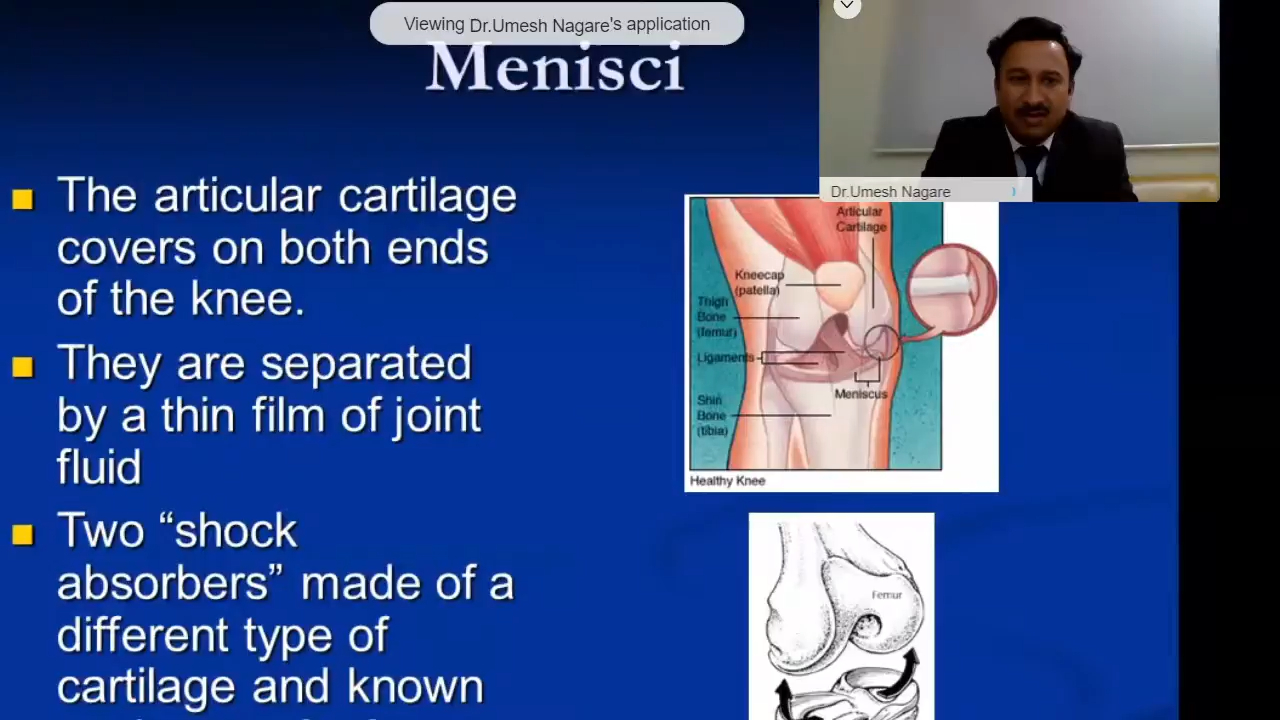 Viewing Dr.Umesh Nagare's application
Menisci
Dr.Umesh Nagare
The articular cartilage
covers on both ends
of the knee.
They are separated
by a thin film of joint
fluid
Two “shock
absorbers” made of a
different type of
cartilage and known
Articular
Cartilage
Kneecap
(patella)
Thigh
Bone
(femur)
Ligaments
Meniscus
Shin
Bone
(tibia)
Healthy Knee
Femur